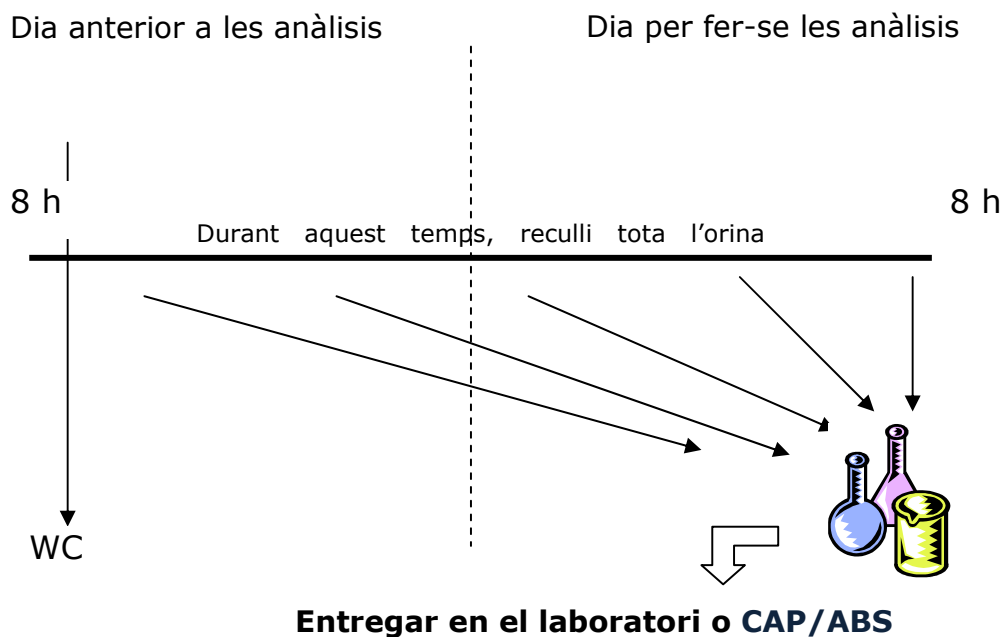 Dia anterior a les anàlisis
Dia per fer-se les anàlisis
8 h
8 h
Durant aquest temps, reculli tota l’orina
WC
Entregar en el laboratori o CAP/ABS